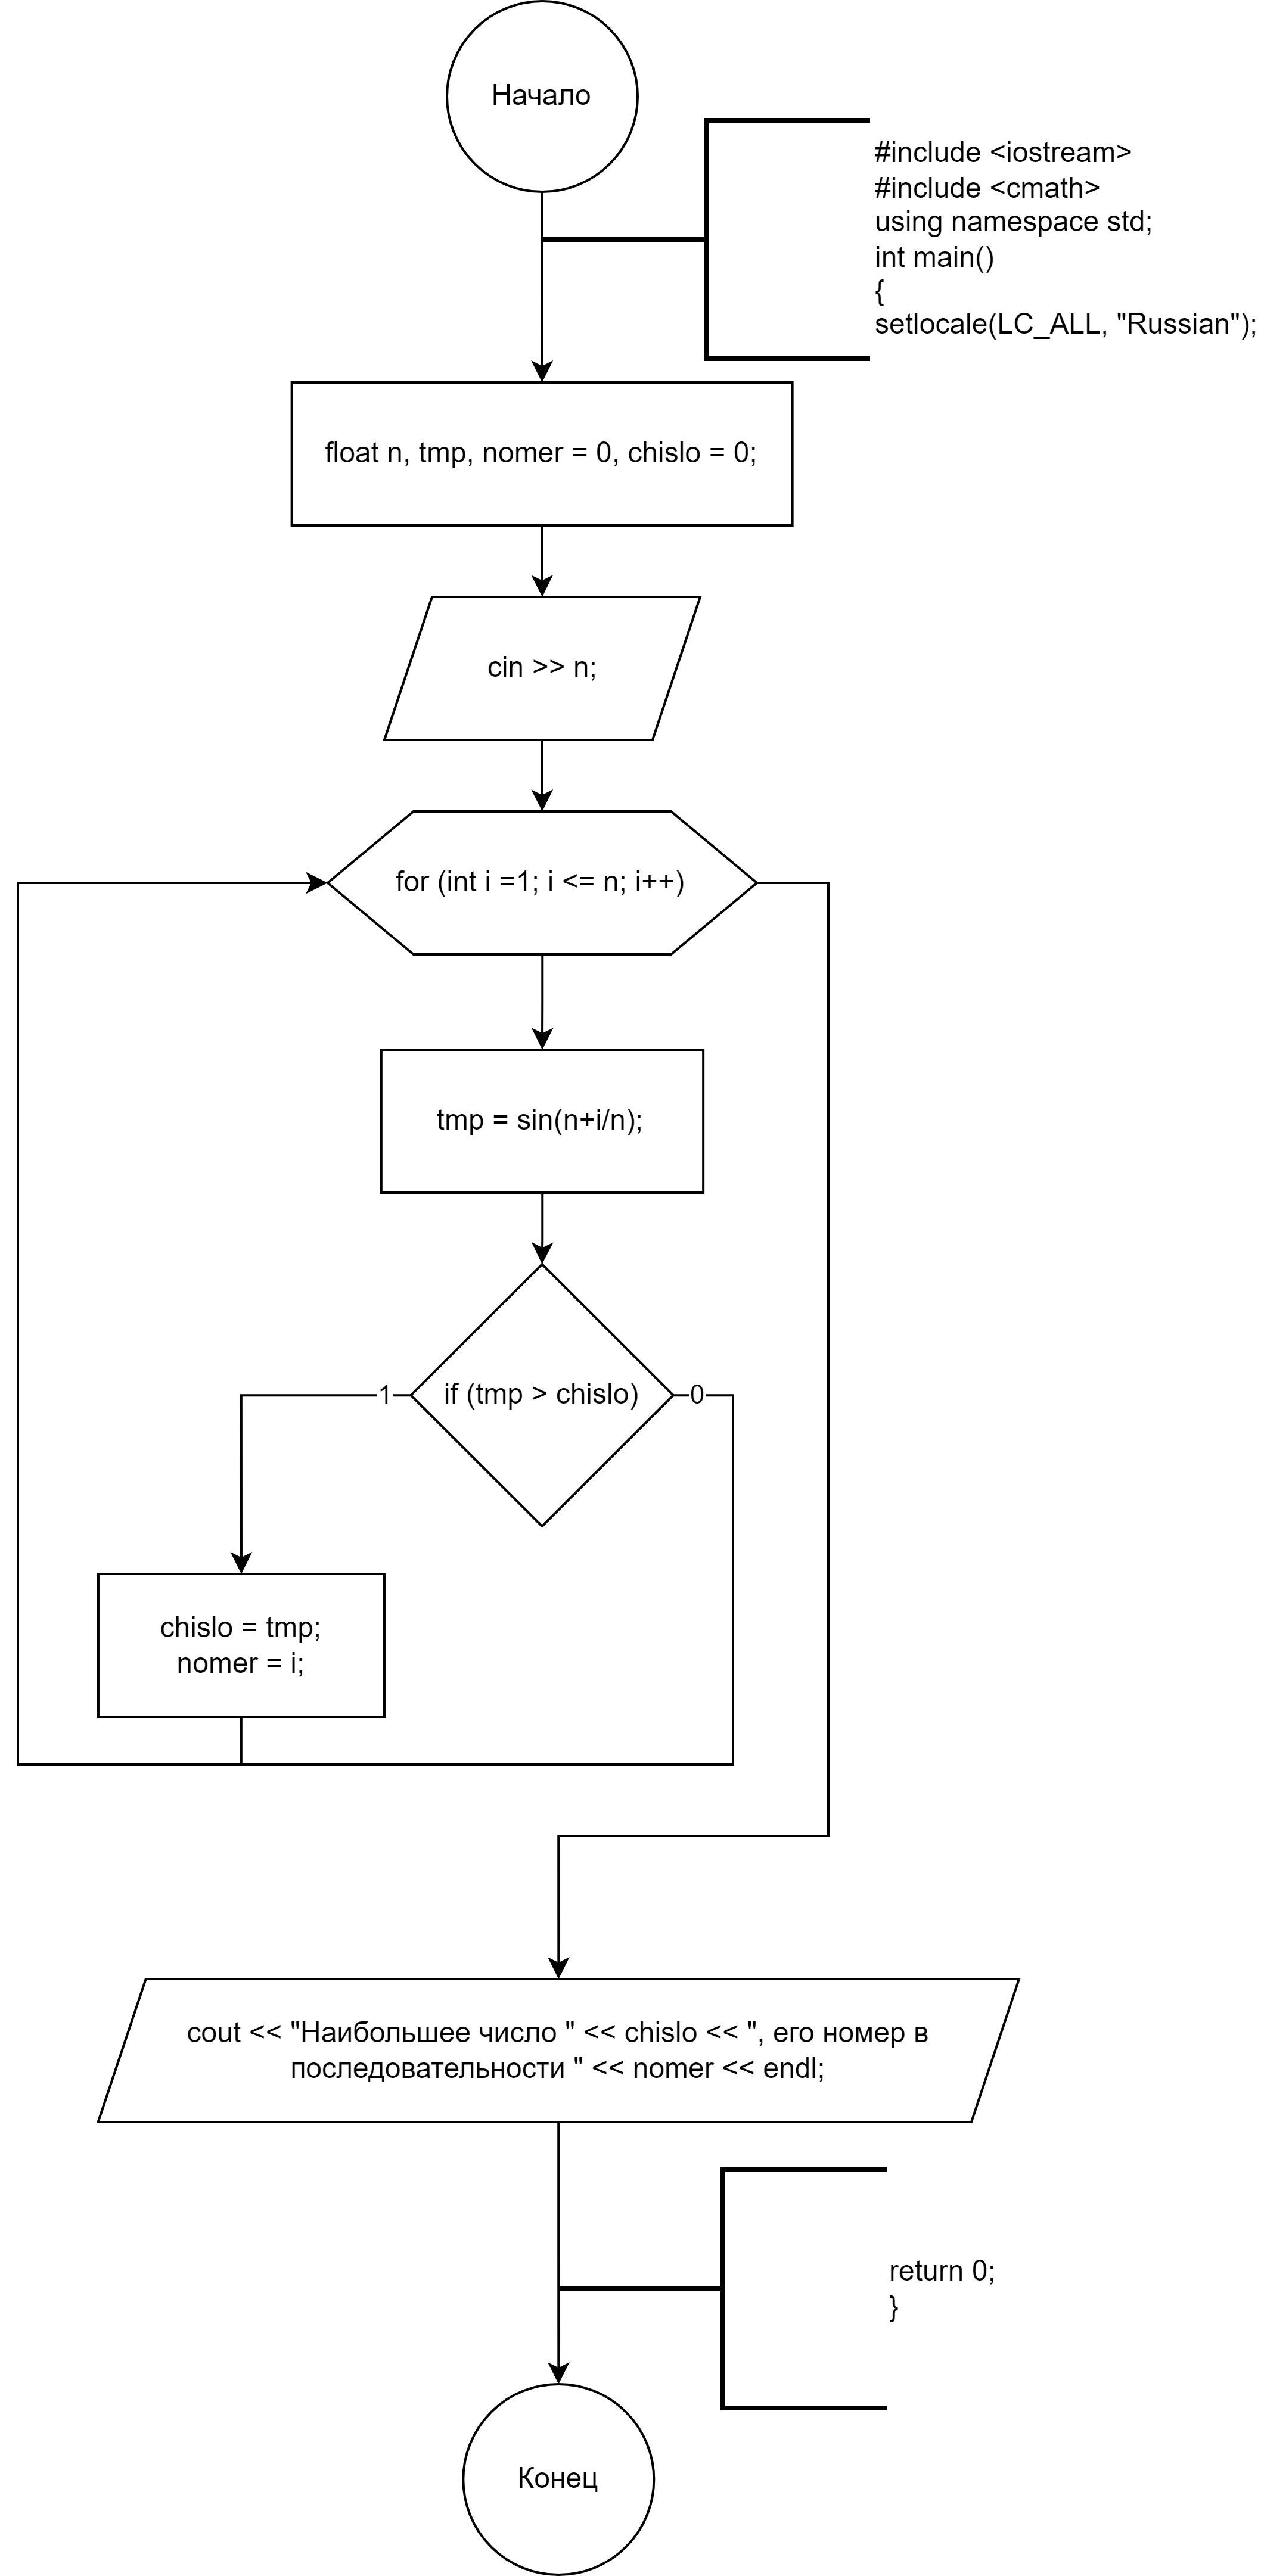 Начало
#include <iostream>
#include <cmath>
using namespace std;
int main()
{
setlocale(LC_ALL, "Russian");
float n, tmp, nomer = 0, chislo = 0;
cin >> n;
for (int i =1; i <= n; i++)
tmp = sin(n+i/n);
if (tmp > chislo)
1
0
chislo = tmp;
nomer = i;
cout << "Наибольшее число " << chislo << ", его номер в
последовательности " << nomer << endl;
return 0;
}
Конец